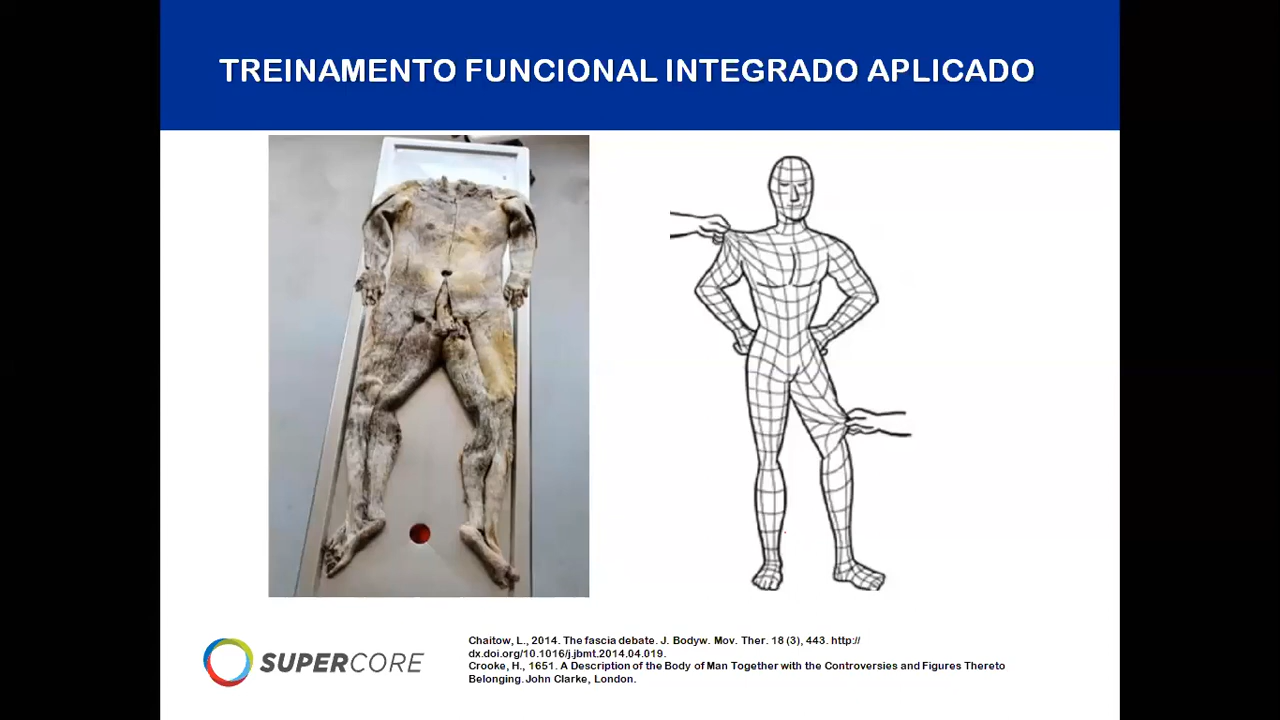 TREINAMENTO FUNCIONAL INTEGRADO APLICADO
SUPERCORE
Chaitow, L., 2014. The fascia debate. J. Bodyw. Mov. Ther. 18 (3), 443. http://
dx.doi.org/10.1016/j.jbmt.2014.04.019.
Crooke, H., 1651. A Description of the Body of Man Together with the Controversies and Figures Thereto
Belonging. John Clarke, London.